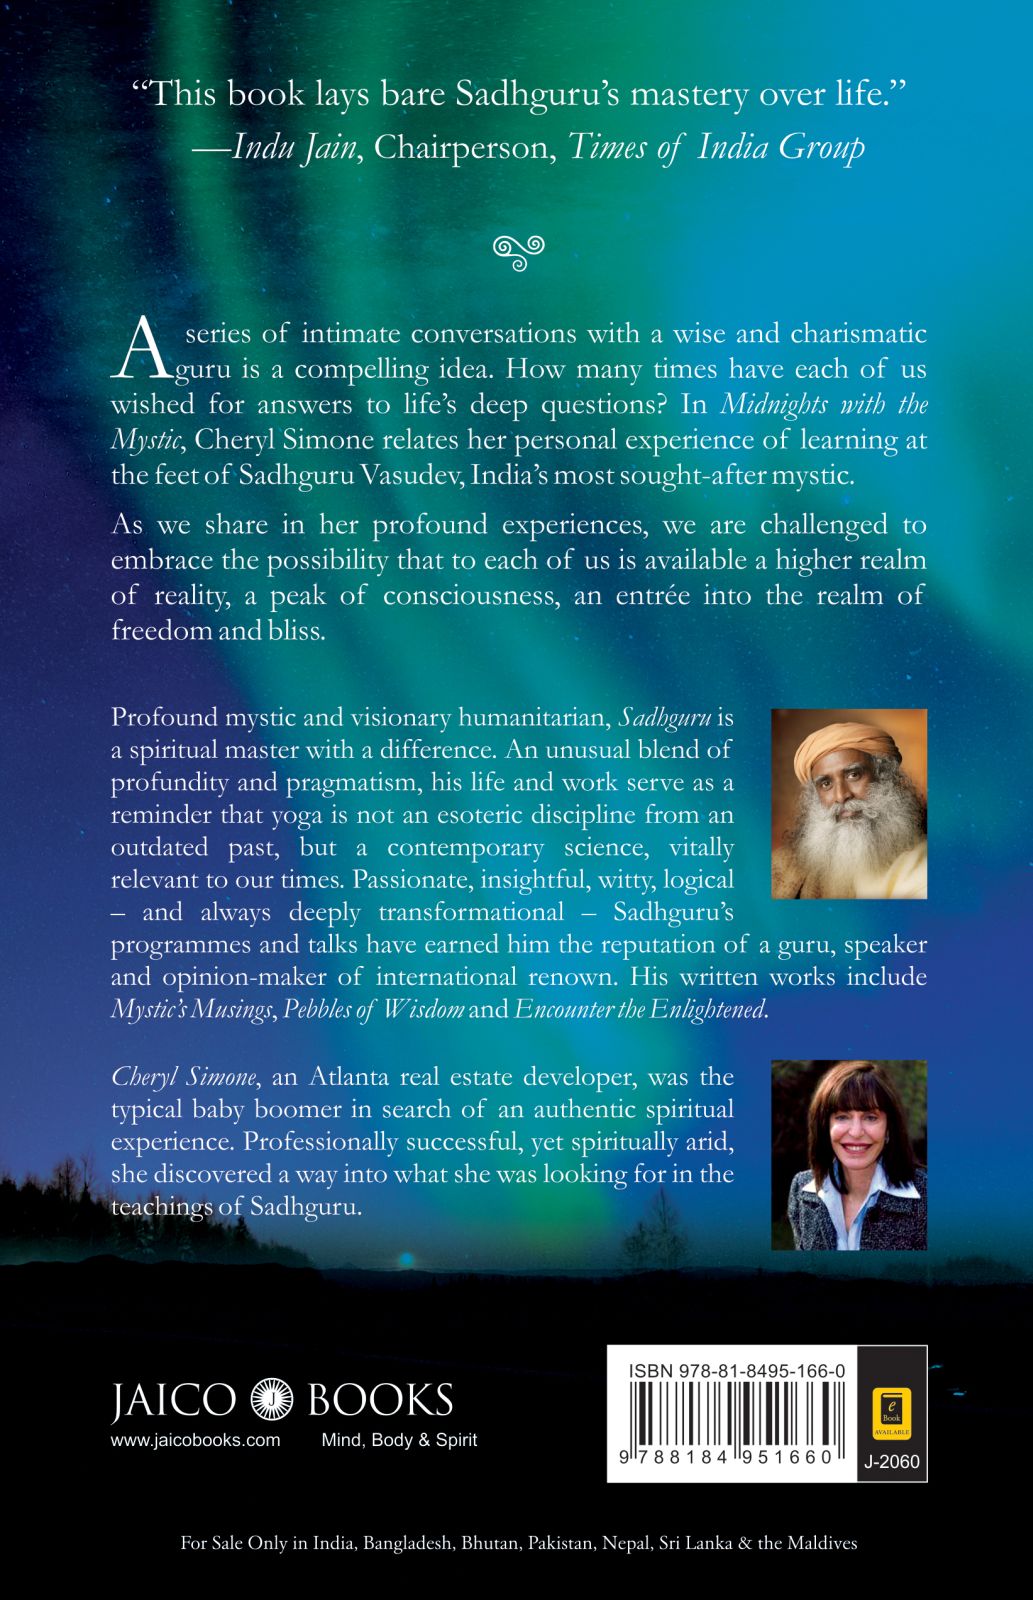 “This book lays bare Sadhguru’s mastery over life.”
—Indu Jain, Chairperson, Times of India Group
A series of intimate conversations with a wise and charismatic
guru is a compelling idea. How many times have each of us
wished for answers to life’s deep questions? In Midnights with the
Mystic, Cheryl Simone relates her personal experience of learning at
the feet of Sadhguru Vasudev, India’s most sought-after mystic.
As we share in her profound experiences, we are challenged to
embrace the possibility that to each of us is available a higher realm
of reality, a peak of consciousness, an entrée into the realm of
freedom and bliss.
Profound mystic and visionary humanitarian, Sadhguru is
a spiritual master with a difference. An unusual blend of
profundity and pragmatism, his life and work serve as a
reminder that yoga is not an esoteric discipline from an
outdated past, but a contemporary science, vitally
relevant to our times. Passionate, insightful, witty, logical
– and always deeply transformational – Sadhguru’s
programmes and talks have earned him the reputation of a guru, speaker
and opinion-maker of international renown. His written works include
Mystic’s Musings, Pebbles of Wisdom and Encounter the Enlightened.
Cheryl Simone, an Atlanta real estate developer, was the
typical baby boomer in search of an authentic spiritual
experience. Professionally successful, yet spiritually arid,
she discovered a way into what she was looking for in the
teachings of Sadhguru.
JAICO J BOOKS
www.jaicobooks.com Mind, Body & Spirit
ISBN 978-81-8495-166-0
9 788184 951660
e
Book
AVAILABLE
J-2060
For Sale Only in India, Bangladesh, Bhutan, Pakistan, Nepal, Sri Lanka & the Maldives